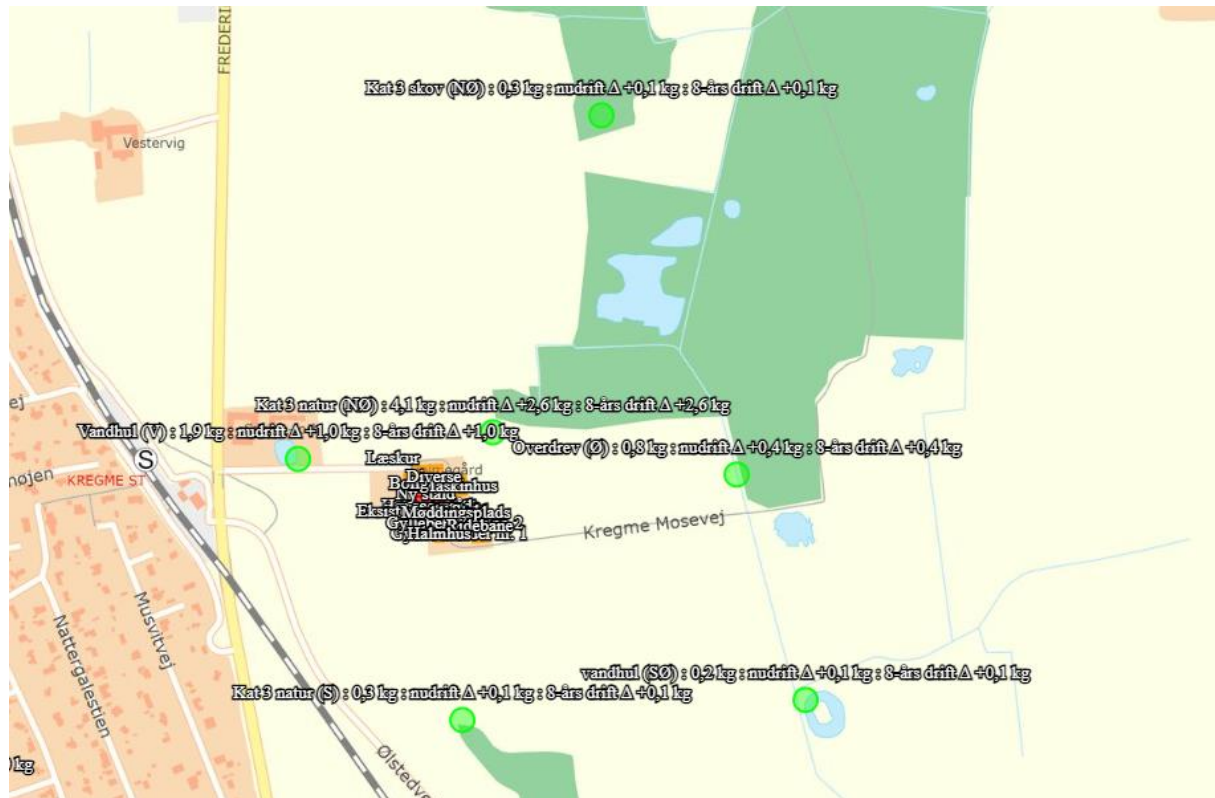 FREDERI
Kat 3 skov (NØ) : 0,3 kg : nudrift Δ +0,1 kg : 8-års drift Δ +0,1 kg
Vestervig
Kat 3 natur (NØ) : 4,1 kg : nudrift Δ +2,6 kg : 8-års drift Δ +2,6 kg
Vandhul (V) : 1,9 kg : nudrift Δ +1,0 kg : 8-års drift Δ +1,0 kg
Overdrev (Ø) : 0,8 kg : nudrift Δ +0,4 kg : 8-års drift Δ +0,4 kg
Læskur
S
KREGME ST
Diverse
Ny stald
Møddingsplads
Ridebane
Kregme Mosevej
Musvitvej
Nattergalestien
vandhul (SØ) : 0,2 kg : nudrift Δ +0,1 kg : 8-års drift Δ +0,1 kg
Kat 3 natur (S) : 0,3 kg : nudrift Δ +0,1 kg : 8-års drift Δ +0,1 kg
Ølstedv
kg